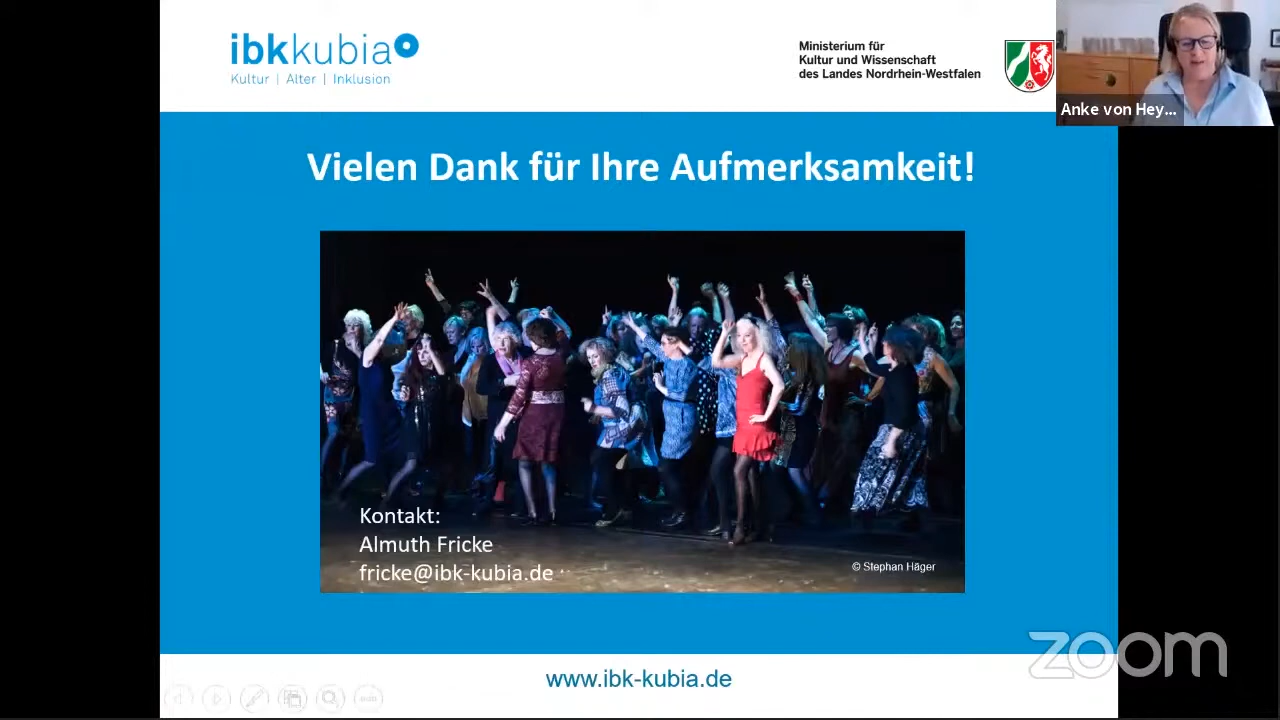 ibkkubia
Kultur | Alter | Inklusion
Ministerium für
Kultur und Wissenschaft
des Landes Nordrhein-Westfalen
Anke von Hey...
Vielen Dank für Ihre Aufmerksamkeit!
Kontakt:
Almuth Fricke
fricke@ibk-kubia.de
© Stephan Häger
zoom
www.ibk-kubia.de